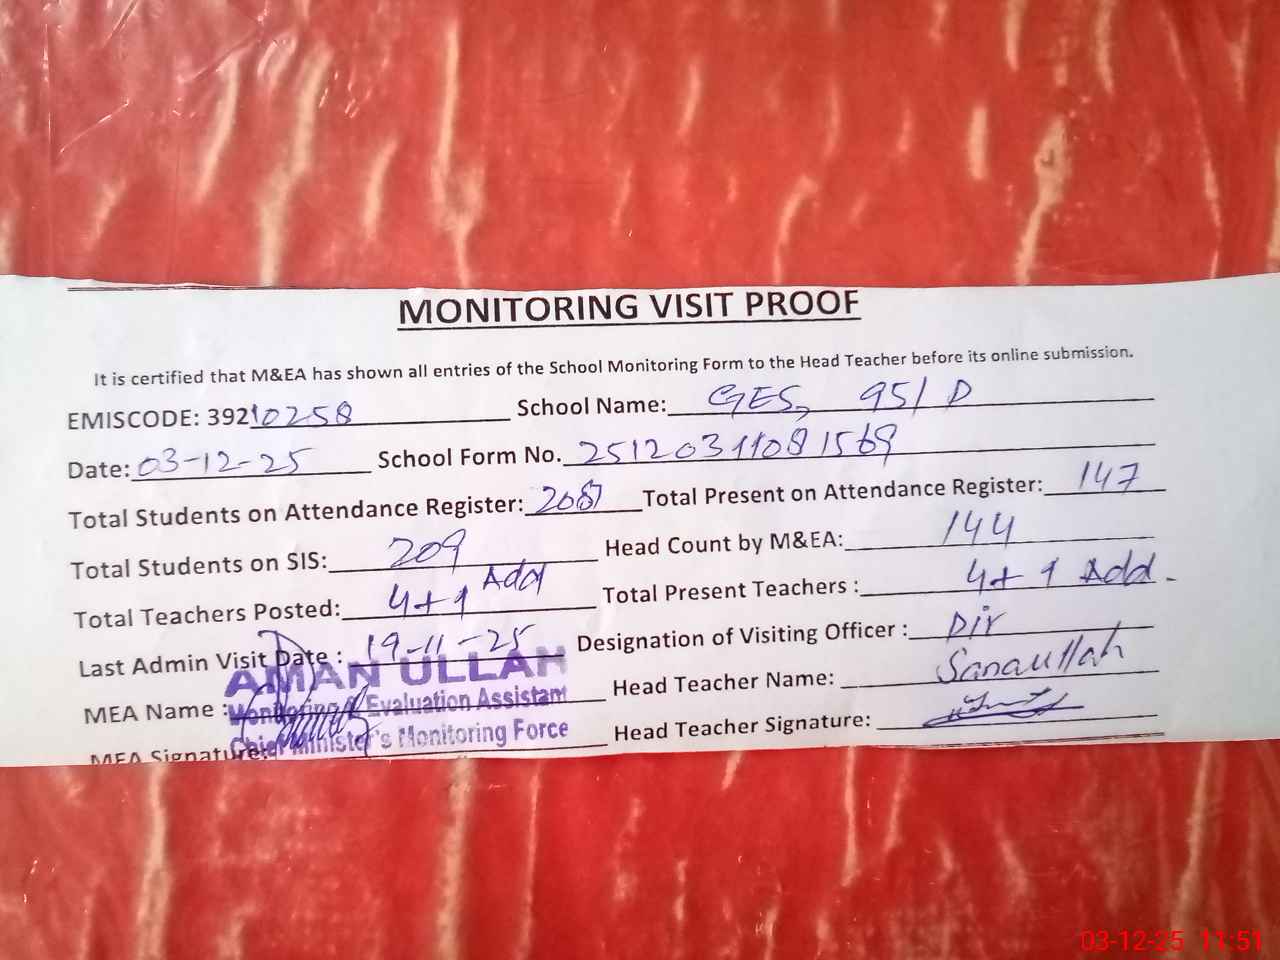 MONITORING VISIT PROOF
It is certified that M&EA has shown all entries of the School Monitoring Form to the Head Teacher before its online submission.
EMISCODE: 39210258 School Name: GES, 95/D
Date: 03-12-25 School Form No. 2512031108 1569
Total Students on Attendance Register: Total Present on Attendance Register: 147
Total Students on SIS: 209 Head Count by M&EA: 144
Total Teachers Posted: 4+1 Add Total Present Teachers : 4+1 Add.
Last Admin Visit Date : 19-11-25 Designation of Visiting Officer :
AMAN ULLAH
MEA Name : Monitoring & Evaluation Assistant Head Teacher Name: Sanaullah
MEA Signature: Chief Minister's Monitoring Force Head Teacher Signature:
03-12-25 11:51